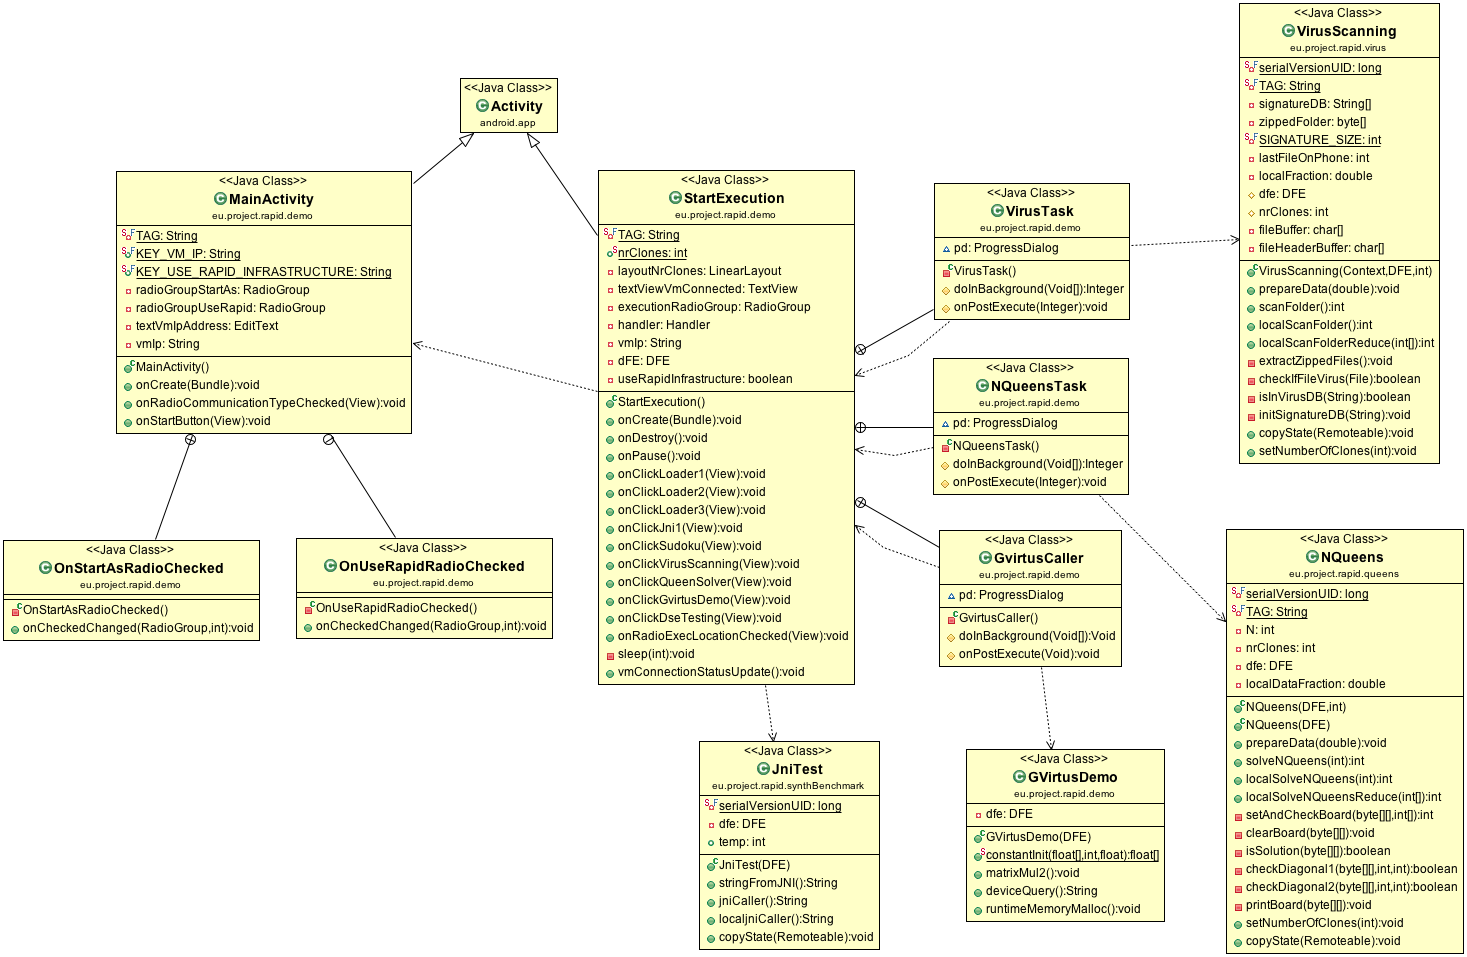 <<Java Class>>
Activity
android.app
<<Java Class>>
MainActivity
eu.project.rapid.demo
TAG: String
KEY_VM_IP: String
KEY_USE_RAPID_INFRASTRUCTURE: String
radioGroupStartAs: RadioGroup
radioGroupUseRapid: RadioGroup
textVmIpAddress: EditText
vmIp: String
MainActivity()
onCreate(Bundle):void
onRadioCommunicationTypeChecked(View):void
onStartButton(View):void
<<Java Class>>
OnStartAsRadioChecked
eu.project.rapid.demo
OnStartAsRadioChecked()
onCheckedChanged(RadioGroup,int):void
<<Java Class>>
OnUseRapidRadioChecked
eu.project.rapid.demo
OnUseRapidRadioChecked()
onCheckedChanged(RadioGroup,int):void
<<Java Class>>
StartExecution
eu.project.rapid.demo
TAG: String
nrClones: int
layoutNrClones: LinearLayout
textViewVmConnected: TextView
executionRadioGroup: RadioGroup
handler: Handler
vmIp: String
dFE: DFE
useRapidInfrastructure: boolean
StartExecution()
onCreate(Bundle):void
onDestroy():void
onPause():void
onClickLoader1(View):void
onClickLoader2(View):void
onClickLoader3(View):void
onClickJni1(View):void
onClickSudoku(View):void
onClickVirusScanning(View):void
onClickQueenSolver(View):void
onClickGvirtusDemo(View):void
onClickDseTesting(View):void
onRadioExecLocationChecked(View):void
sleep(int):void
vmConnectionStatusUpdate():void
<<Java Class>>
JniTest
eu.project.rapid.synthBenchmark
serialVersionUID: long
dfe: DFE
temp: int
JniTest(DFE)
stringFromJNI():String
jniCaller():String
localjniCaller():String
copyState(Remoteable):void
<<Java Class>>
VirusTask
eu.project.rapid.demo
pd: ProgressDialog
VirusTask()
doInBackground(Void[]):Integer
onPostExecute(Integer):void
<<Java Class>>
NQueensTask
eu.project.rapid.demo
pd: ProgressDialog
NQueensTask()
doInBackground(Void[]):Integer
onPostExecute(Integer):void
<<Java Class>>
GvirtusCaller
eu.project.rapid.demo
pd: ProgressDialog
GvirtusCaller()
doInBackground(Void[]):Void
onPostExecute(Void):void
<<Java Class>>
GVirtusDemo
eu.project.rapid.demo
dfe: DFE
GVirtusDemo(DFE)
constantInit(float[],int,float):float[]
matrixMul2():void
deviceQuery():String
runtimeMemoryMalloc():void
<<Java Class>>
VirusScanning
eu.project.rapid.virus
serialVersionUID: long
TAG: String
signatureDB: String[]
zippedFolder: byte[]
SIGNATURE_SIZE: int
lastFileOnPhone: int
localFraction: double
dfe: DFE
nrClones: int
fileBuffer: char[]
fileHeaderBuffer: char[]
VirusScanning(Context,DFE,int)
prepareData(double):void
scanFolder():int
localScanFolder():int
localScanFolderReduce(int[]):int
extractZippedFiles():void
checkIfFileVirus(File):boolean
isInVirusDB(String):boolean
initSignatureDB(String):void
copyState(Remoteable):void
setNumberOfClones(int):void
<<Java Class>>
NQueens
eu.project.rapid.queens
serialVersionUID: long
TAG: String
N: int
nrClones: int
dfe: DFE
localDataFraction: double
NQueens(DFE,int)
NQueens(DFE)
prepareData(double):void
solveNQueens(int):int
localSolveNQueens(int):int
localSolveNQueensReduce(int[]):int
setAndCheckBoard(byte[][],int[]):int
clearBoard(byte[][]):void
isSolution(byte[][]):boolean
checkDiagonal1(byte[][],int,int):boolean
checkDiagonal2(byte[][],int,int):boolean
printBoard(byte[][]):void
setNumberOfClones(int):void
copyState(Remoteable):void